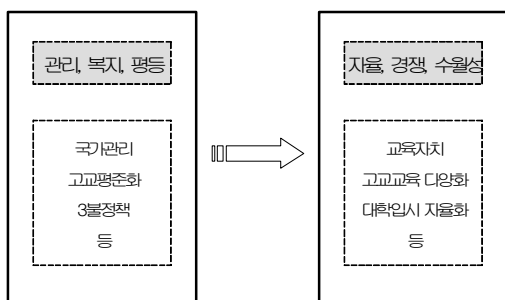 관리, 복지, 평등
국가관리
고교평준화
3불정책
등
자율, 경쟁, 수월성
교육자치
고교교육 다양화
대학입시 자율화
등